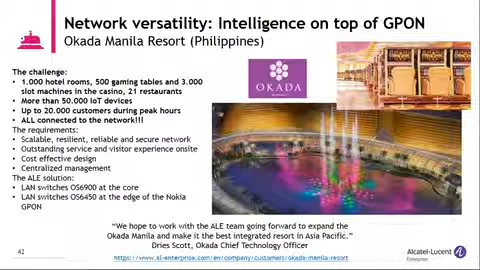 Network versatility: Intelligence on top of GPON
Okada Manila Resort (Philippines)
The challenge:
• 1.000 hotel rooms, 500 gaming tables and 3.000
slot machines in the casino, 21 restaurants
• More than 50.000 IoT devices
• Up to 20.000 customers during peak hours
• ALL connected to the network!!!
The requirements:
• Scalable, resilient, reliable and secure network
• Outstanding service and visitor experience onsite
• Cost effective design
• Centralized management
The ALE solution:
• LAN switches OS6900 at the core
• LAN switches OS6450 at the edge of the Nokia
GPON
OKADA
"We hope to work with the ALE team going forward to expand the
Okada Manila and make it the best integrated resort in Asia Pacific."
Dries Scott, Okada Chief Technology Officer
https://www.al-enterprise.com/en/company/customers/okada-manila-resort
42
Alcatel-Lucent
Enterprise